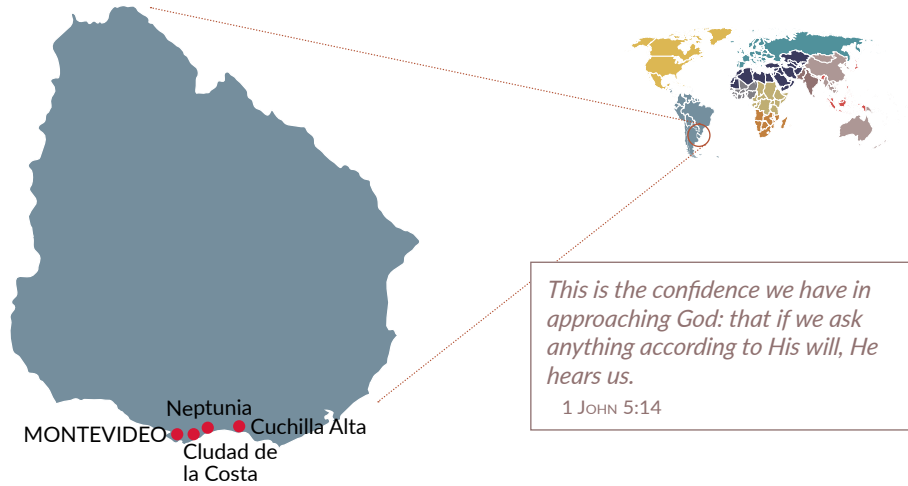 This is the confidence we have in
approaching God: that if we ask
anything according to His will, He
hears us.
1 John 5:14
Neptunia
MONTEVIDEO
Cuchilla Alta
Cludad de
la Costa